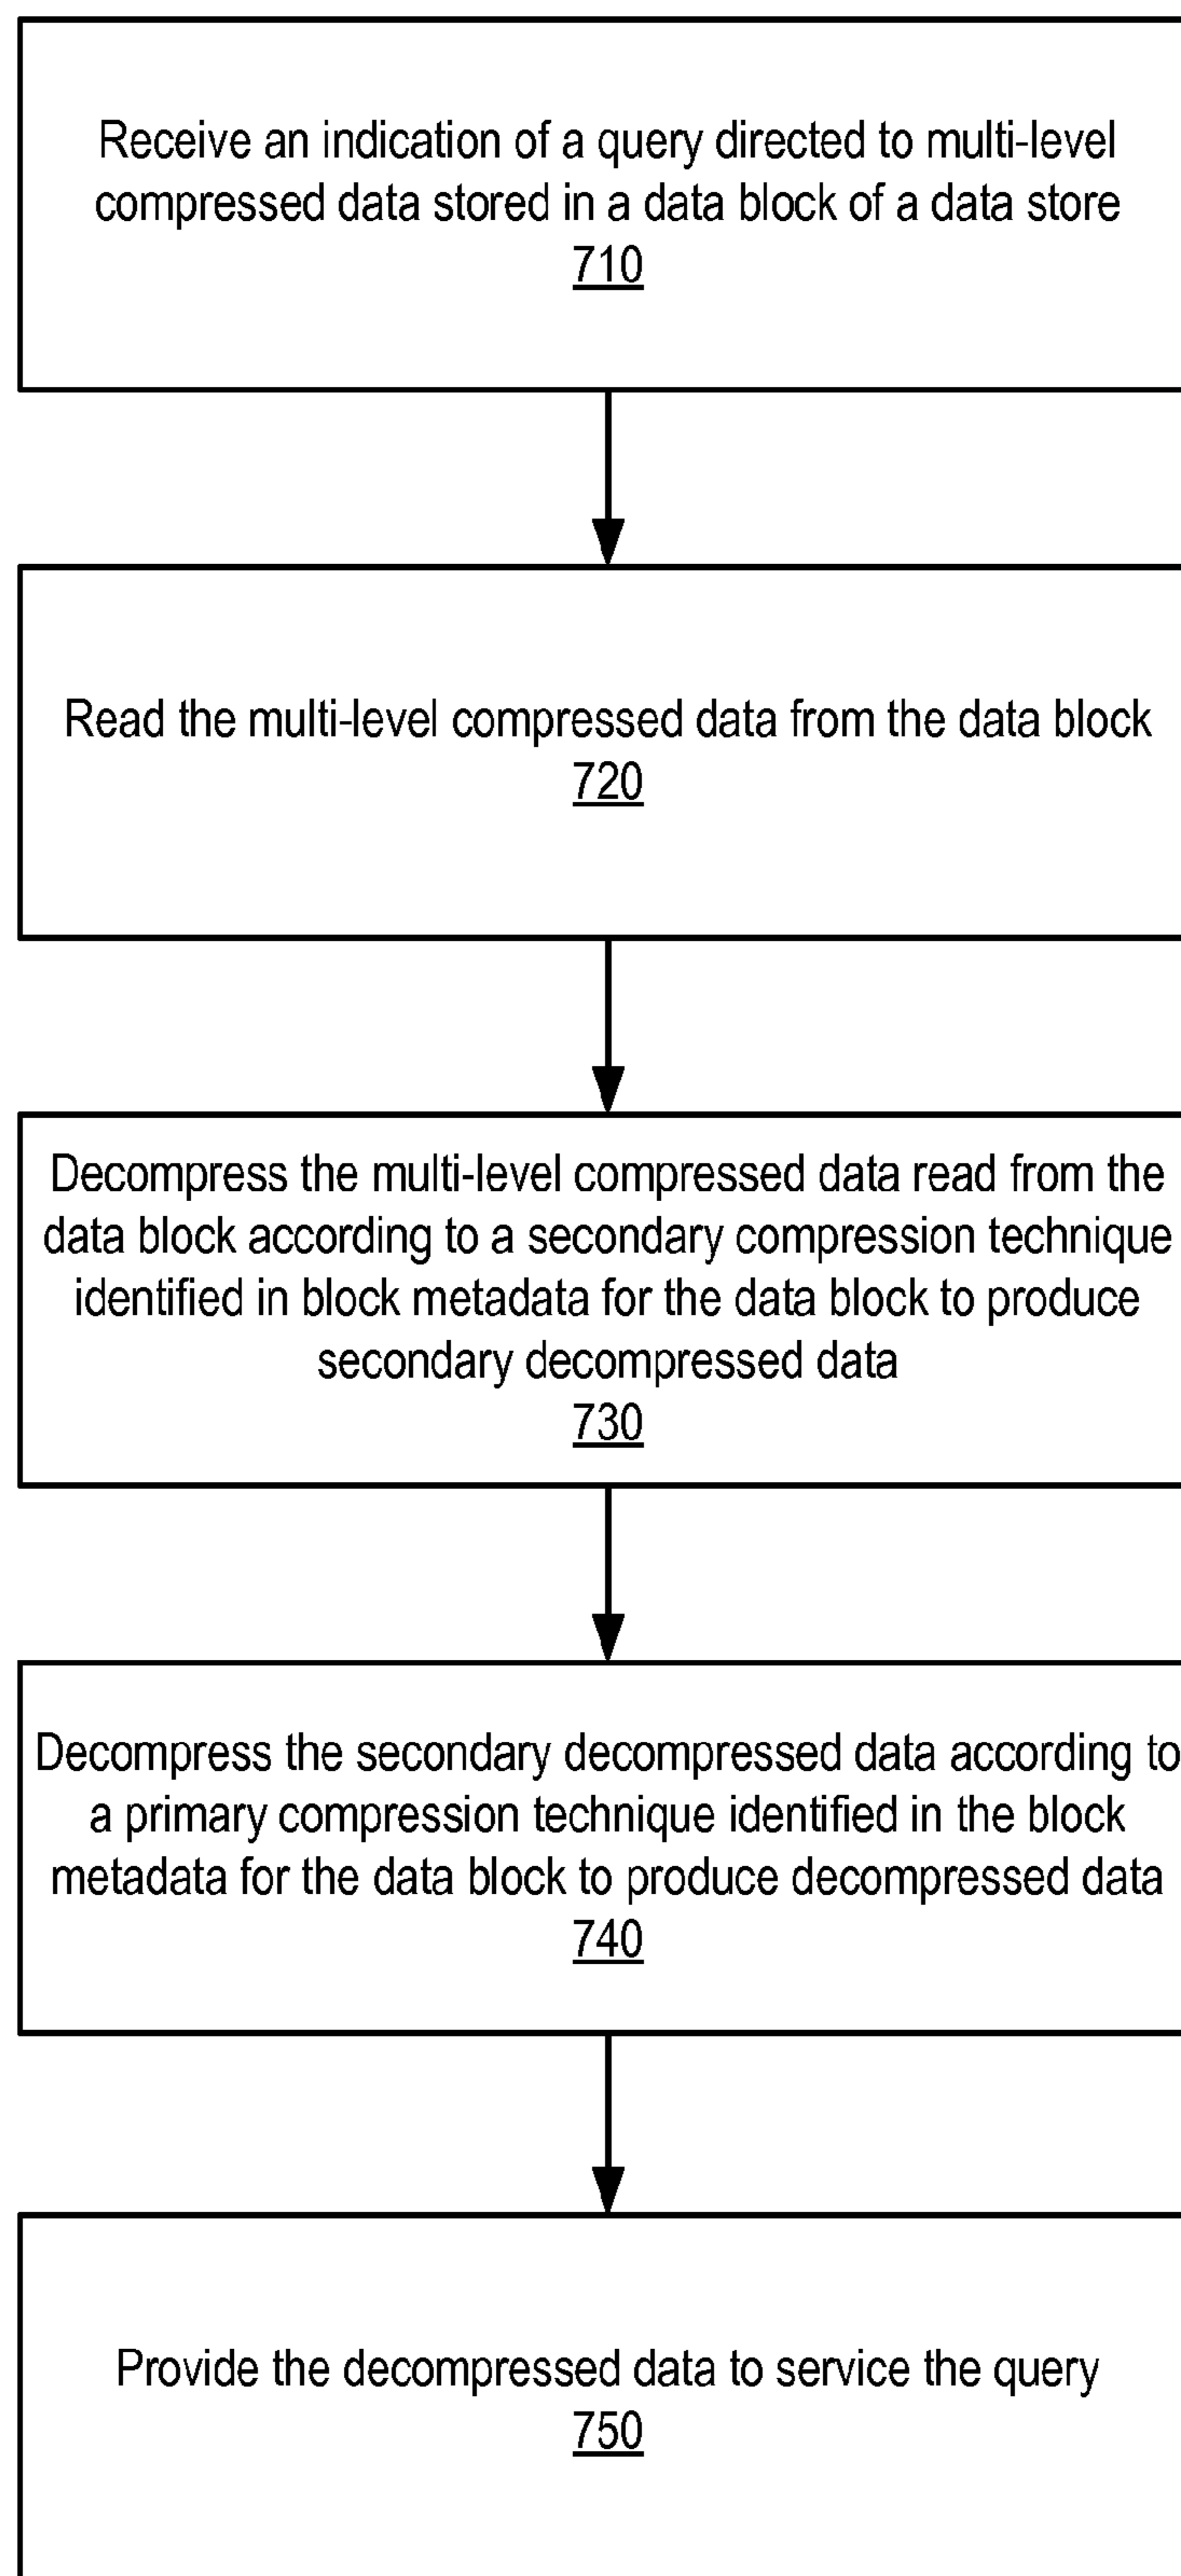 Receive an indication of a query directed to multi-level
compressed data stored in a data block of a data store
710
Read the multi-level compressed data from the data block
720
Decompress the multi-level compressed data read from the
data block according to a secondary compression technique
identified in block metadata for the data block to produce
secondary decompressed data
730
Decompress the secondary decompressed data according to
a primary compression technique identified in the block
metadata for the data block to produce decompressed data
740
Provide the decompressed data to service the query
750